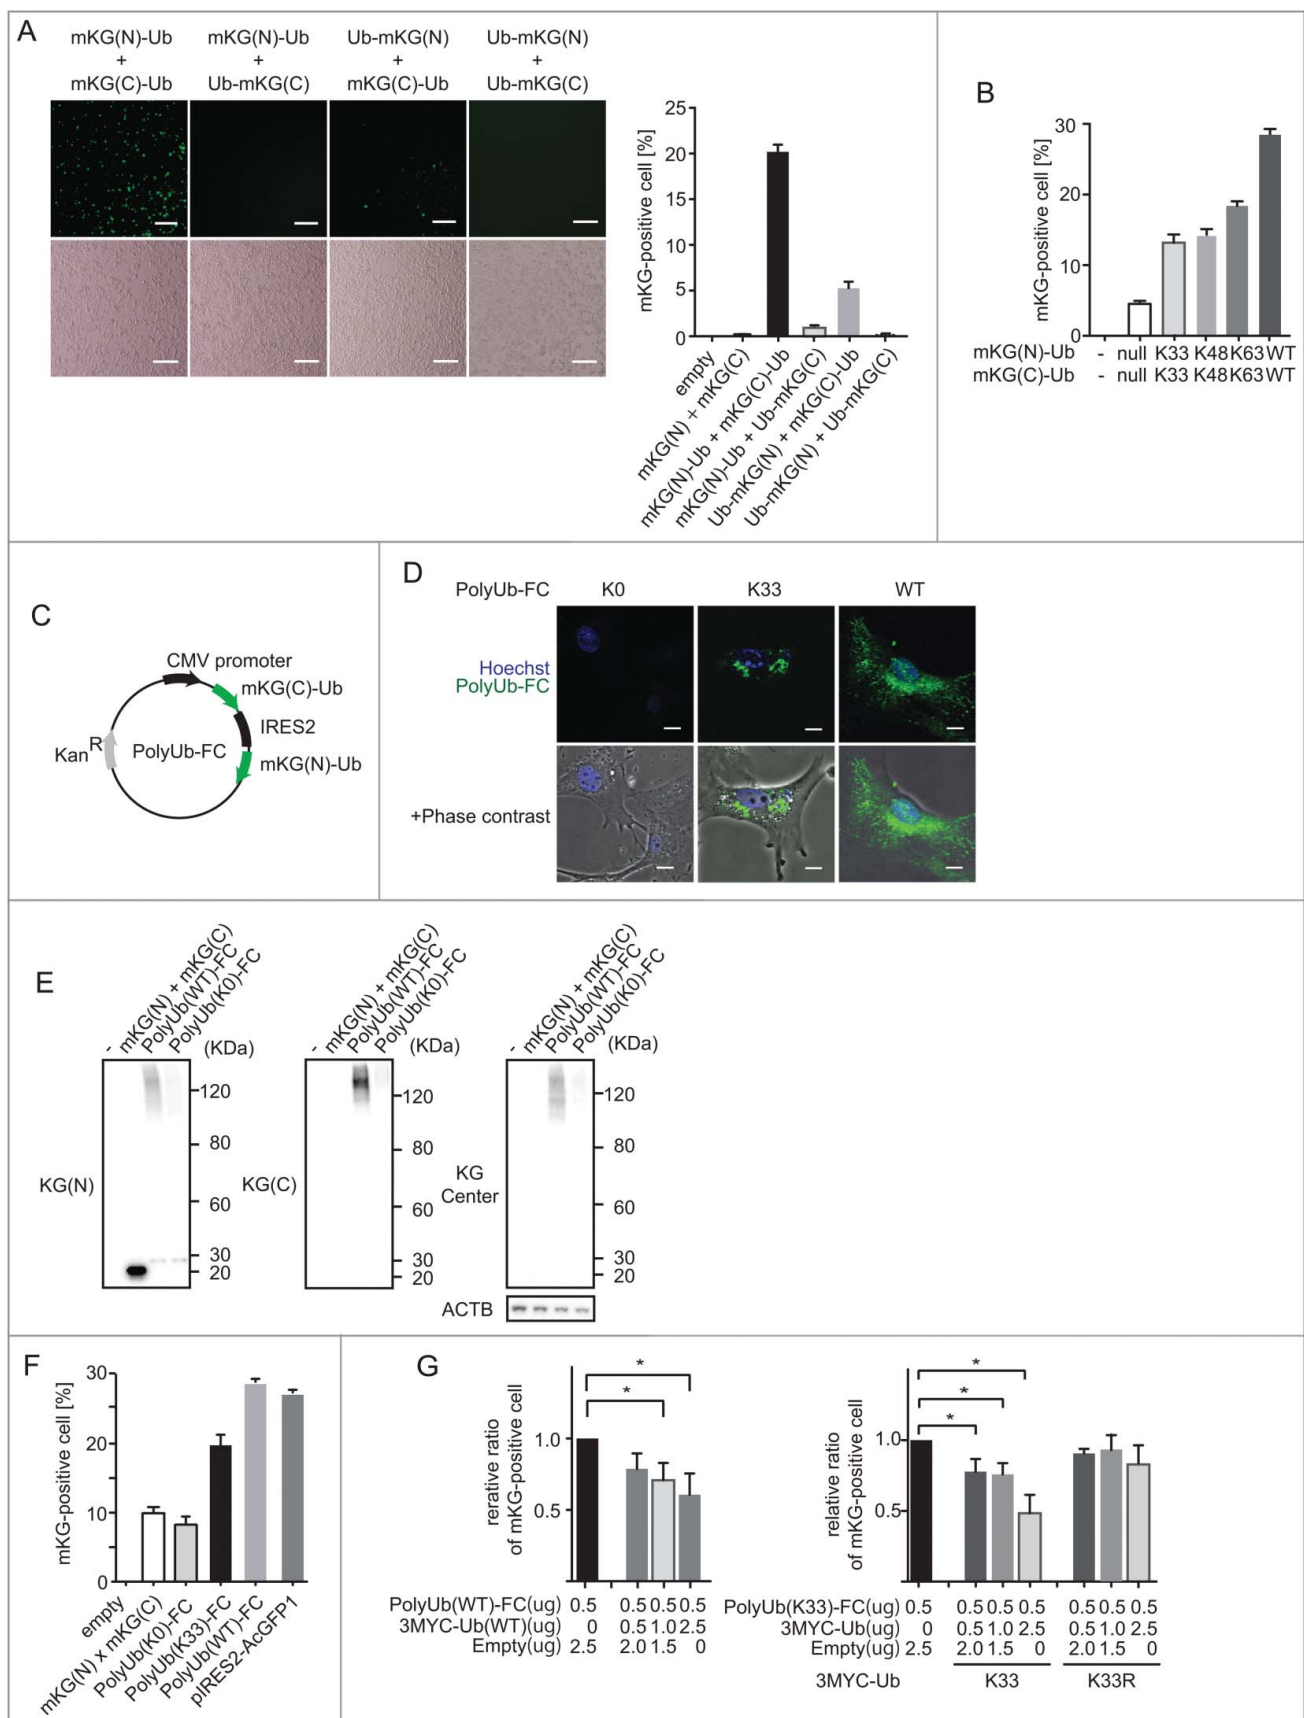 A
mKG(N)-Ub
+
mKG(C)-Ub
mKG(N)-Ub
+
Ub-mKG(C)
Ub-mKG(N)
+
mKG(C)-Ub
Ub-mKG(N)
+
Ub-mKG(C)
mKG-positive cell [%]
25
20
15
10
5
0
empty
mKG(N) + mKG(C)
mKG(N)-Ub + mKG(C)-Ub
mKG(N)-Ub + Ub-mKG(C)
Ub-mKG(N) + mKG(C)-Ub
Ub-mKG(N) + Ub-mKG(C)
B
mKG-positive cell [%]
30
20
10
0
mKG(N)-Ub - null K33 K48 K63 WT
mKG(C)-Ub - null K33 K48 K63 WT
C
CMV promoter
mKG(C)-Ub
IRES2
mKG(N)-Ub
PolyUb-FC
KanR
D
PolyUb-FC K0 K33 WT
Hoechst
PolyUb-FC
+Phase contrast
E
-
mKG(N) + mKG(C)
PolyUb(WT)-FC
PolyUb(K0)-FC
(KDa)
120
80
60
30
20
KG(N)
-
mKG(N) + mKG(C)
PolyUb(WT)-FC
PolyUb(K0)-FC
(KDa)
120
80
60
30
20
KG(C)
-
mKG(N) + mKG(C)
PolyUb(WT)-FC
PolyUb(K0)-FC
(KDa)
120
80
60
30
20
KG
Center
ACTB
F
mKG-positive cell [%]
30
20
10
0
empty
mKG(N) x mKG(C)
PolyUb(K0)-FC
PolyUb(K33)-FC
PolyUb(WT)-FC
pIRES2-AcGFP1
G
rerative ratio
of mKG-positive cell
1.0
0.5
*
*
PolyUb(WT)-FC(ug) 0.5 0.5 0.5 0.5
3MYC-Ub(WT)(ug) 0 0.5 1.0 2.5
Empty(ug) 2.5 2.0 1.5 0
relative ratio
of mKG-positive cell
1.0
0.5
*
*
*
PolyUb(K33)-FC(ug) 0.5 0.5 0.5 0.5 0.5 0.5 0.5
3MYC-Ub(ug) 0 0.5 1.0 2.5 0.5 1.0 2.5
Empty(ug) 2.5 2.0 1.5 0 2.0 1.5 0
3MYC-Ub K33 K33R